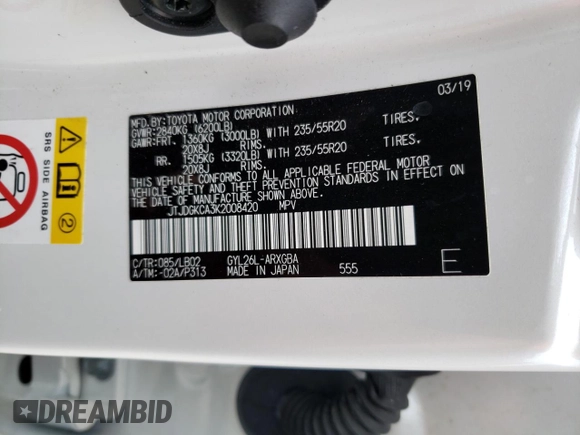 03/19
MFD.BY:TOYOTA MOTOR CORPORATION
GVWR:2840KG (6200LB)
GAWR:FRT. 1360KG (3000LB) WITH 235/55R20 TIRES,
20X8J RIMS.
RR. 1505KG (3320LB) WITH 235/55R20 TIRES,
20X8J RIMS.
THIS VEHICLE CONFORMS TO ALL APPLICABLE FEDERAL MOTOR
VEHICLE SAFETY AND THEFT PREVENTION STANDARDS IN EFFECT ON
THE DATE OF MANUFACTURE SHOWN ABOVE.
JTJDGKCA3K2008420 MPV
C/TR:085/LB02 GYL26L-ARXGBA
A/TM:-02A/P313 MADE IN JAPAN 555
E
SRS SIDE AIRBAG
2
DREAMBID